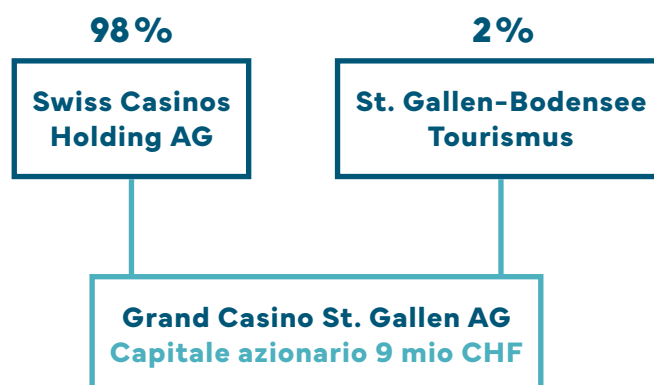 98%
2%
Swiss Casinos
Holding AG
St. Gallen-Bodensee
Tourismus
Grand Casino St. Gallen AG
Capitale azionario 9 mio CHF